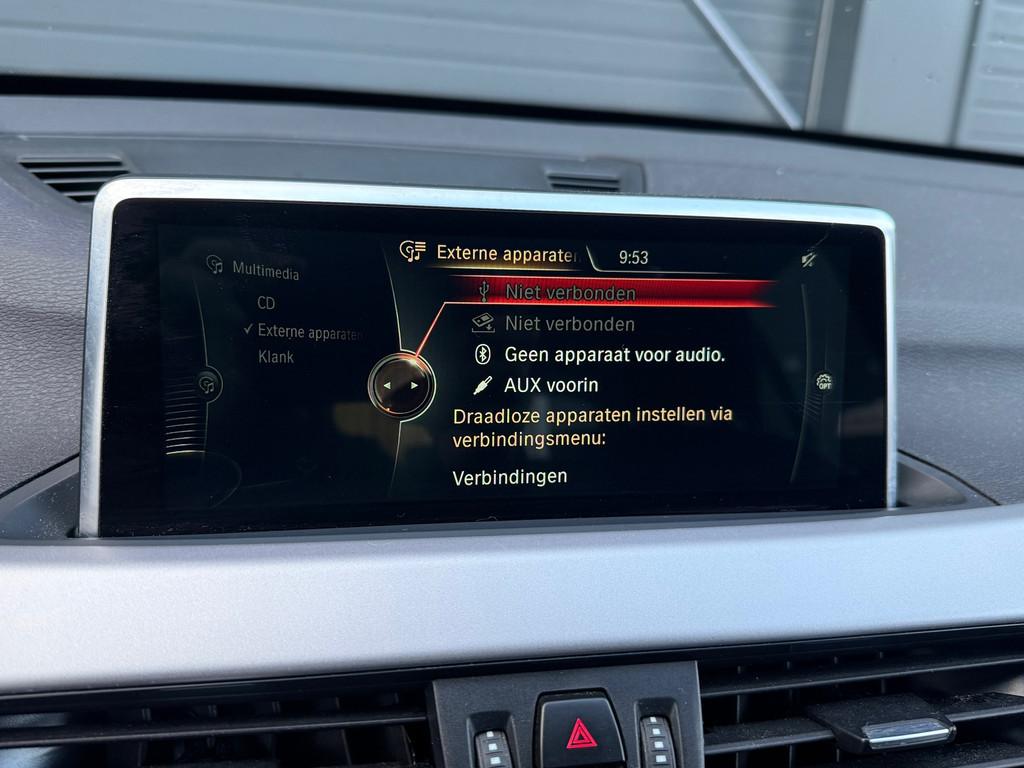 Multimedia
CD
Externe apparaten
Klank
Externe apparaten
9:53
Niet verbonden
Niet verbonden
Geen apparaat voor audio.
AUX voorin
Draadloze apparaten instellen via
verbindingsmenu:
Verbindingen
OPT